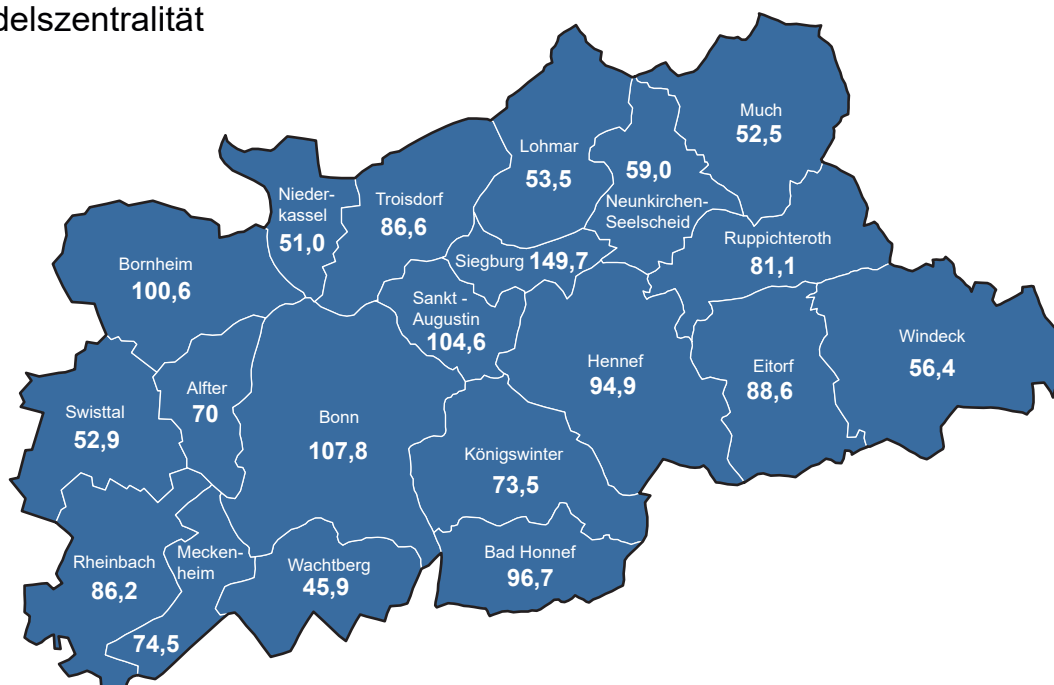 delszentralität
Much
52,5
Lohmar
53,5
59,0
Neunkirchen-
Seelscheid
Nieder-
kassel
51,0
Troisdorf
86,6
Ruppichteroth
81,1
Siegburg 149,7
Bornheim
100,6
Sankt -
Augustin
104,6
Windeck
56,4
Hennef
94,9
Eitorf
88,6
Alfter
70
Swisttal
52,9
Bonn
107,8
Königswinter
73,5
Rheinbach
86,2
Mecken-
heim
74,5
Wachtberg
45,9
Bad Honnef
96,7